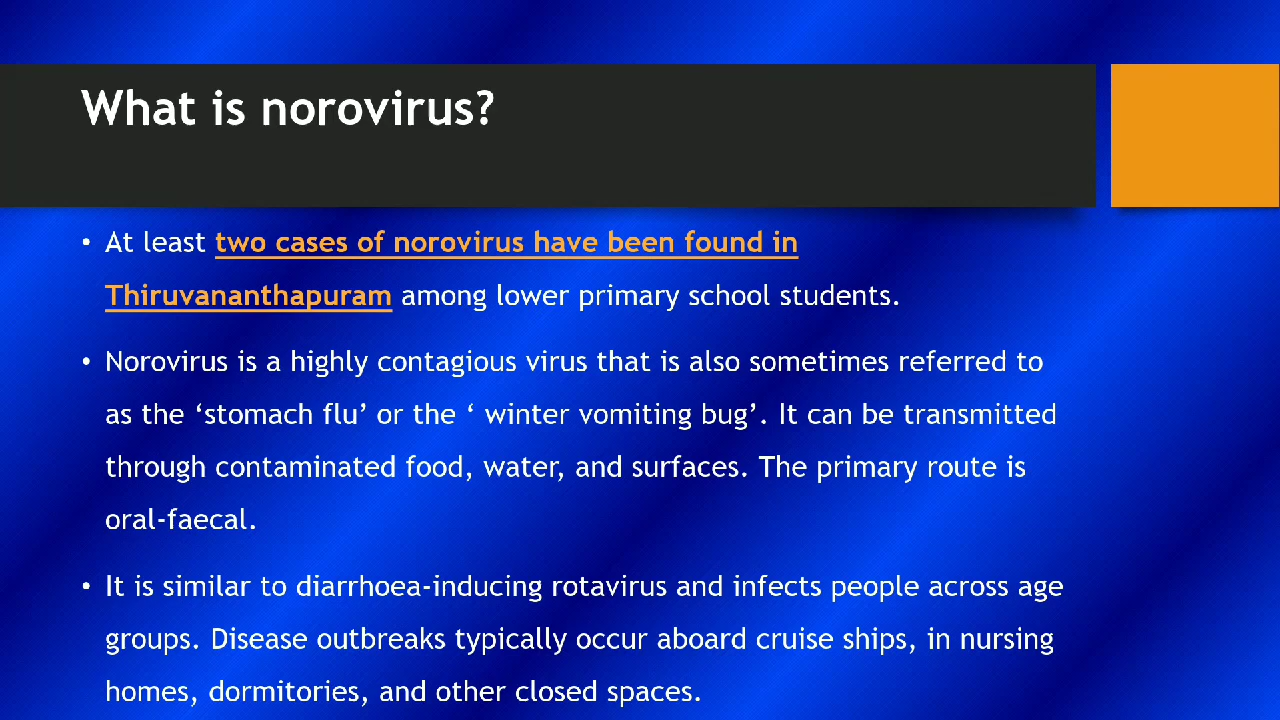 What is norovirus?
• At least two cases of norovirus have been found in
Thiruvananthapuram among lower primary school students.
• Norovirus is a highly contagious virus that is also sometimes referred to
as the ‘stomach flu’ or the ‘ winter vomiting bug’. It can be transmitted
through contaminated food, water, and surfaces. The primary route is
oral-faecal.
• It is similar to diarrhoea-inducing rotavirus and infects people across age
groups. Disease outbreaks typically occur aboard cruise ships, in nursing
homes, dormitories, and other closed spaces.